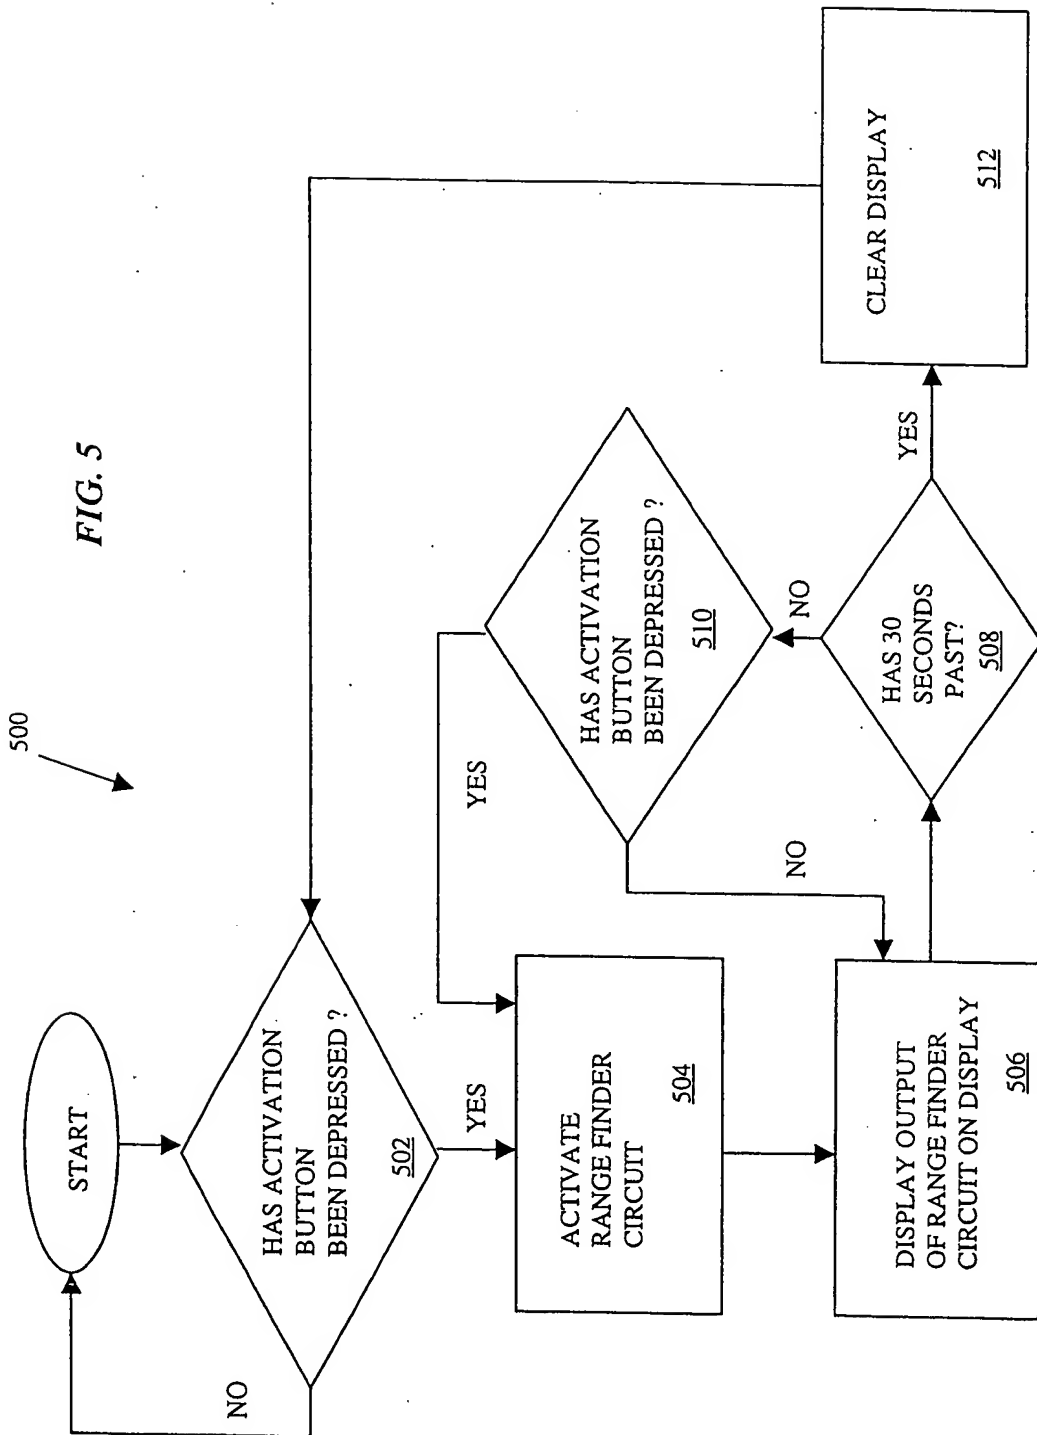 FIG. 5
500
START
HAS ACTIVATION
BUTTON
BEEN DEPRESSED ?
502
NO
YES
ACTIVATE
RANGE FINDER
CIRCUIT
504
DISPLAY OUTPUT
OF RANGE FINDER
CIRCUIT ON DISPLAY
506
HAS 30
SECONDS
PAST?
508
NO
YES
HAS ACTIVATION
BUTTON
BEEN DEPRESSED ?
510
YES
NO
CLEAR DISPLAY
512